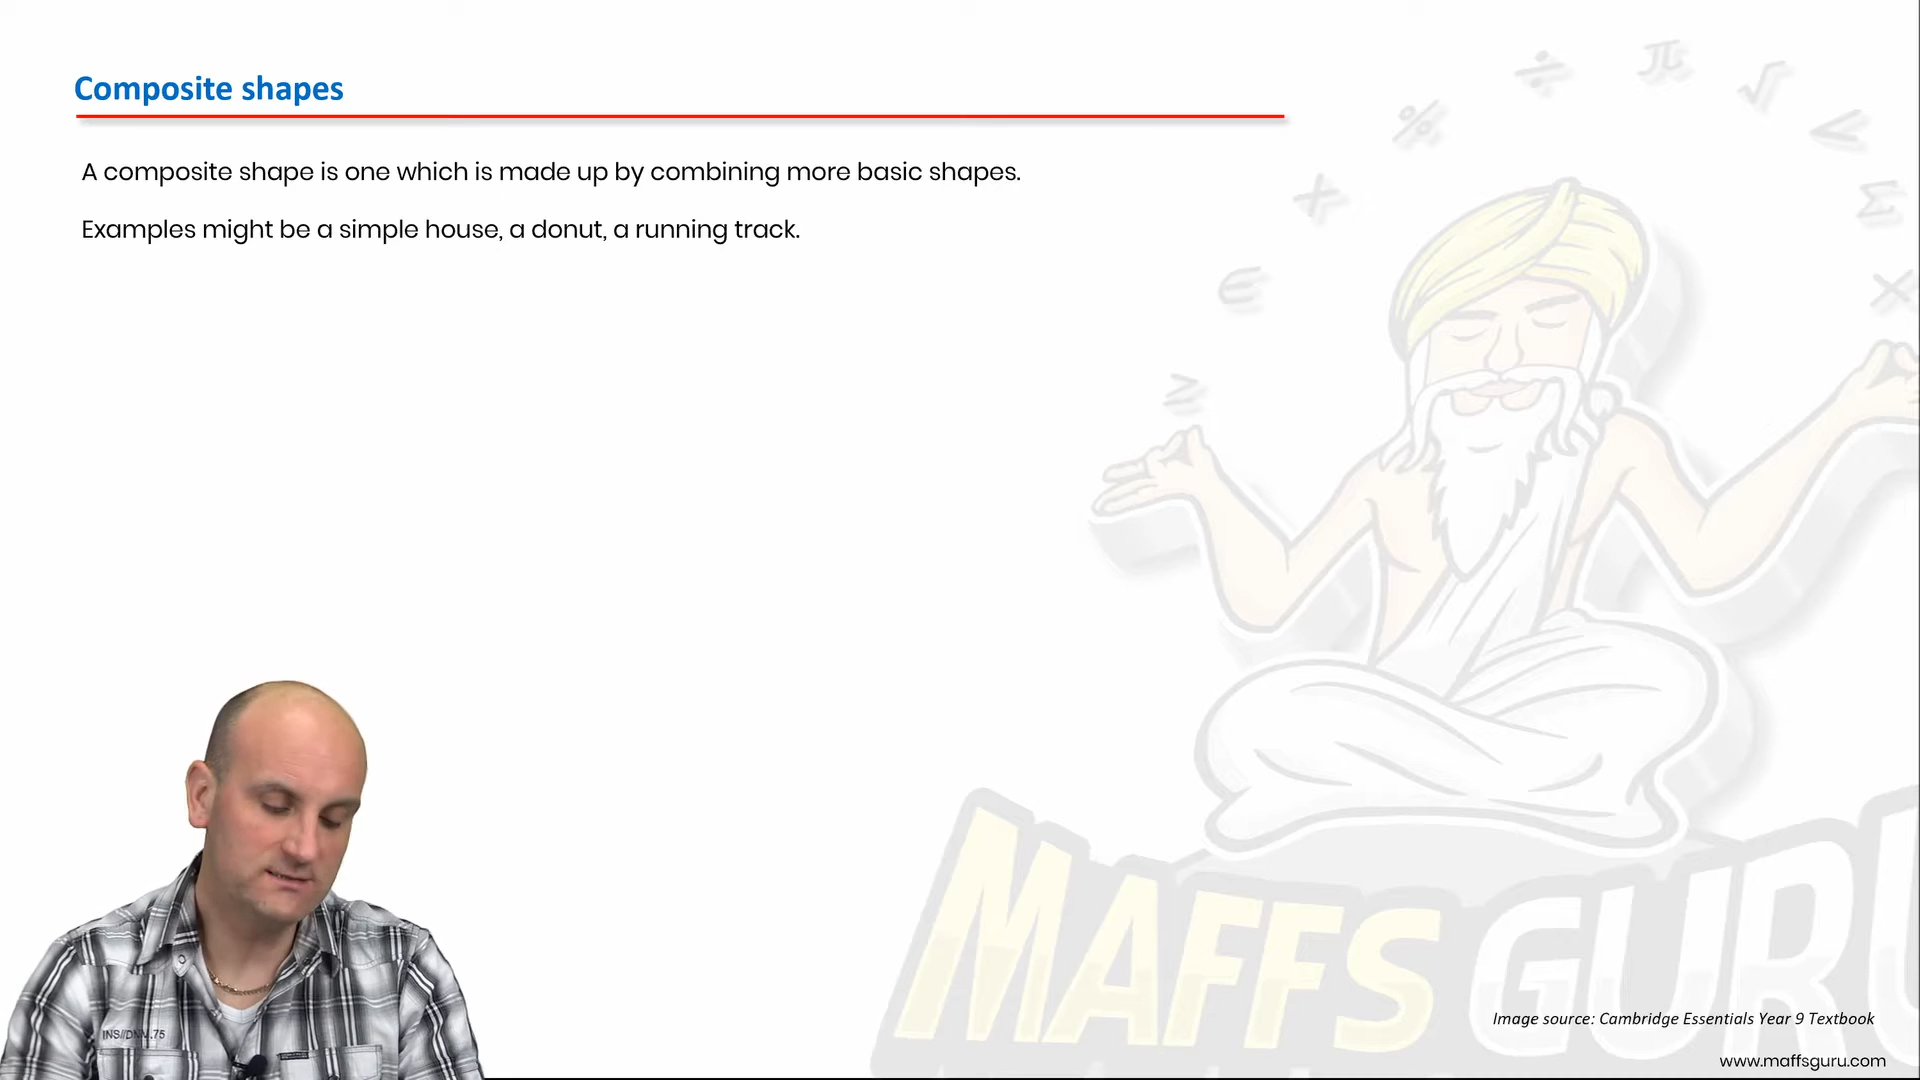 Composite shapes
A composite shape is one which is made up by combining more basic shapes.
Examples might be a simple house, a donut, a running track.
% ÷ π √ ∠
+ Σ
∈ ×
≥
MAFFS GURU
Image source: Cambridge Essentials Year 9 Textbook
www.maffsguru.com